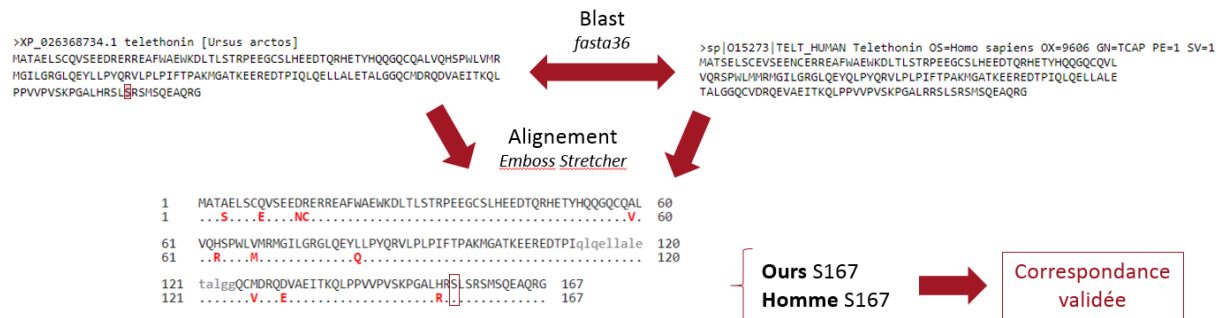 Blast
fasta36
>XP_026368734.1 telethonin [Ursus arctos]
MATAELSCQVSEEDRERREAFWAEWKDLTLSTRPEEGCSLHEEDTQRHETYHQQGQCQALVQHSPWLVMR
MGILGRGLQEYLLPYQRVLPLPIFTPAKMGATKEEREDTPIQLQELLALETALGGQCMDRQDVAEITKQL
PPVVPVSKPGALHRSLSRSMSQEAQRG
>sp|O15273|TELT_HUMAN Telethonin OS=Homo sapiens OX=9606 GN=TCAP PE=1 SV=1
MATSELSCEVSEENCERREAFWAEWKDLTLSTRPEEGCSLHEEDTQRHETYHQQGQCQVL
VQRSPWLMMRMGILGRGLQEYQLPYQRVLPLPIFTPAKMGATKEEREDTPIQLQELLALE
TALGGQCVDRQEVAEITKQLPPVVPVSKPGALRRSLSRSMSQEAQRG
Alignement
Emboss Stretcher
1 MATAELSCQVSEEDRERREAFWAEWKDLTLSTRPEEGCSLHEEDTQRHETYHQQGQCQAL 60
1 ...S....E....NC...........................................V. 60
61 VQHSPWLVMRMGILGRGLQEYLLPYQRVLPLPIFTPAKMGATKEEREDTPIqlqellale 120
61 ..R....M.............Q...................................... 120
121 talggQCMDRQDVAEITKQLPPVVPVSKPGALHRSLSRSMSQEAQRG 167
121 .......V...E....................R.............. 167
Ours S167
Homme S167
Correspondance
validée